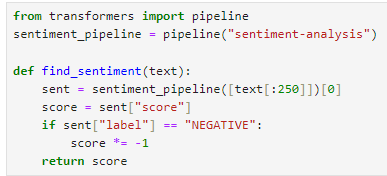 from transformers import pipeline
sentiment_pipeline = pipeline("sentiment-analysis")

def find_sentiment(text):
    sent = sentiment_pipeline([text[:250]])[0]
    score = sent["score"]
    if sent["label"] == "NEGATIVE":
        score *= -1
    return score